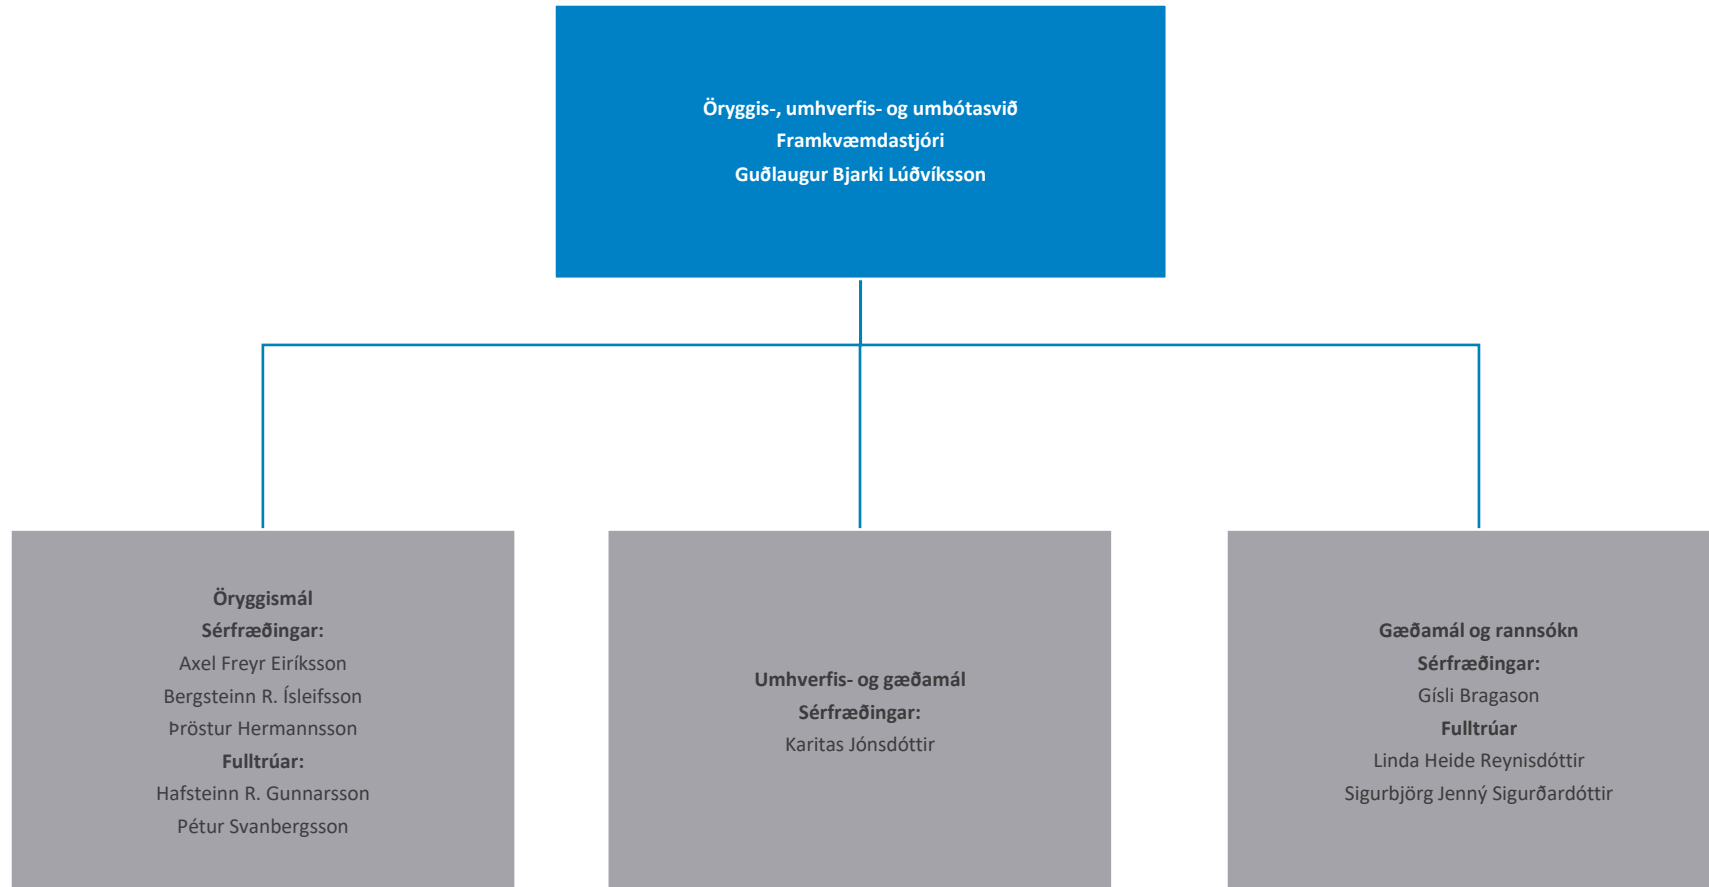 Öryggis-, umhverfis- og umbótasvið
Framkvæmdastjóri
Guðlaugur Bjarki Lúðvíksson
Öryggismál
Sérfræðingar:
Axel Freyr Eiríksson
Bergsteinn R. Ísleifsson
Þröstur Hermannsson
Fulltrúar:
Hafsteinn R. Gunnarsson
Pétur Svanbergsson
Umhverfis- og gæðamál
Sérfræðingar:
Karitas Jónsdóttir
Gæðamál og rannsókn
Sérfræðingar:
Gísli Bragason
Fulltrúar
Linda Heide Reynisdóttir
Sigurbjörg Jenný Sigurðardóttir